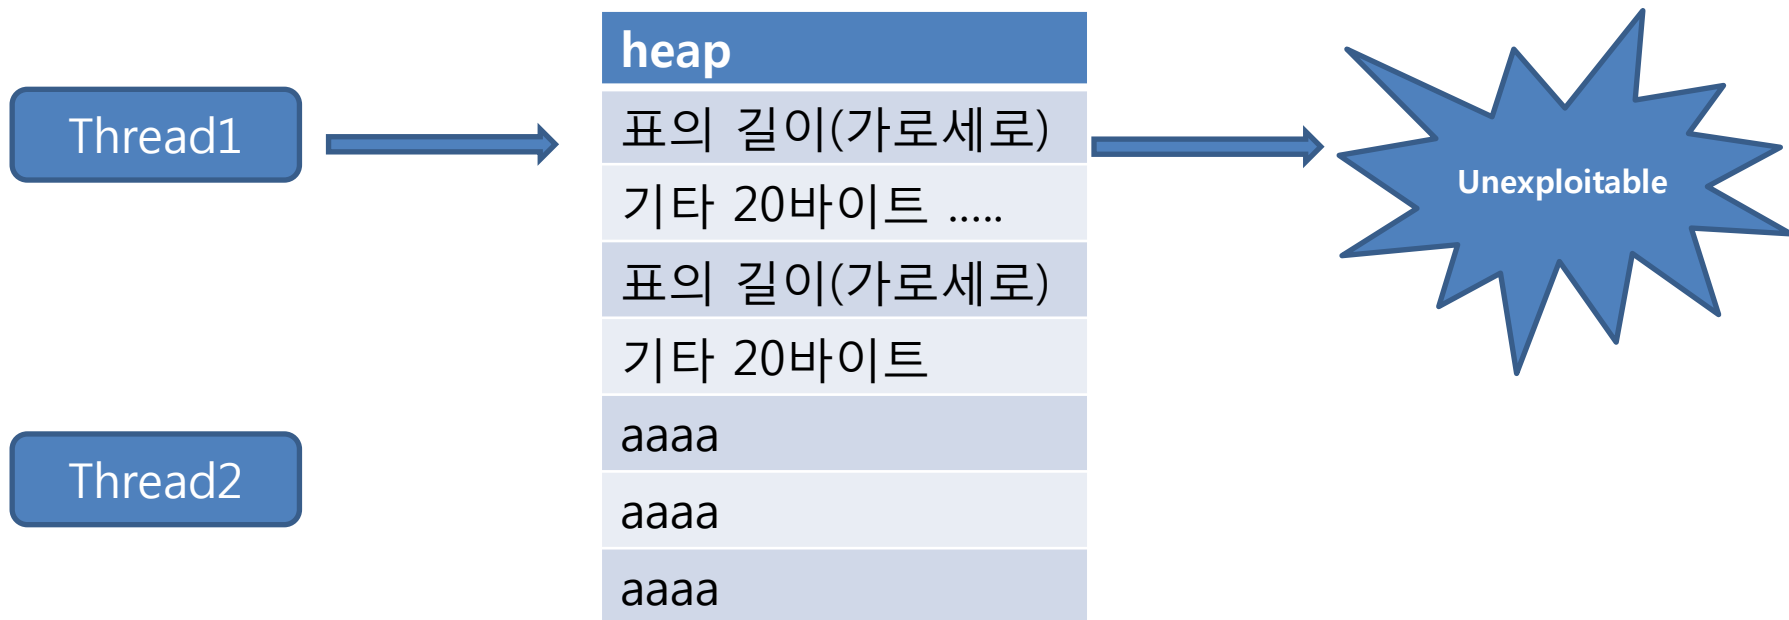 heap
Thread1
표의 길이(가로세로)
기타 20바이트 .....
Unexploitable
표의 길이(가로세로)
기타 20바이트
aaaa
Thread2
aaaa
aaaa